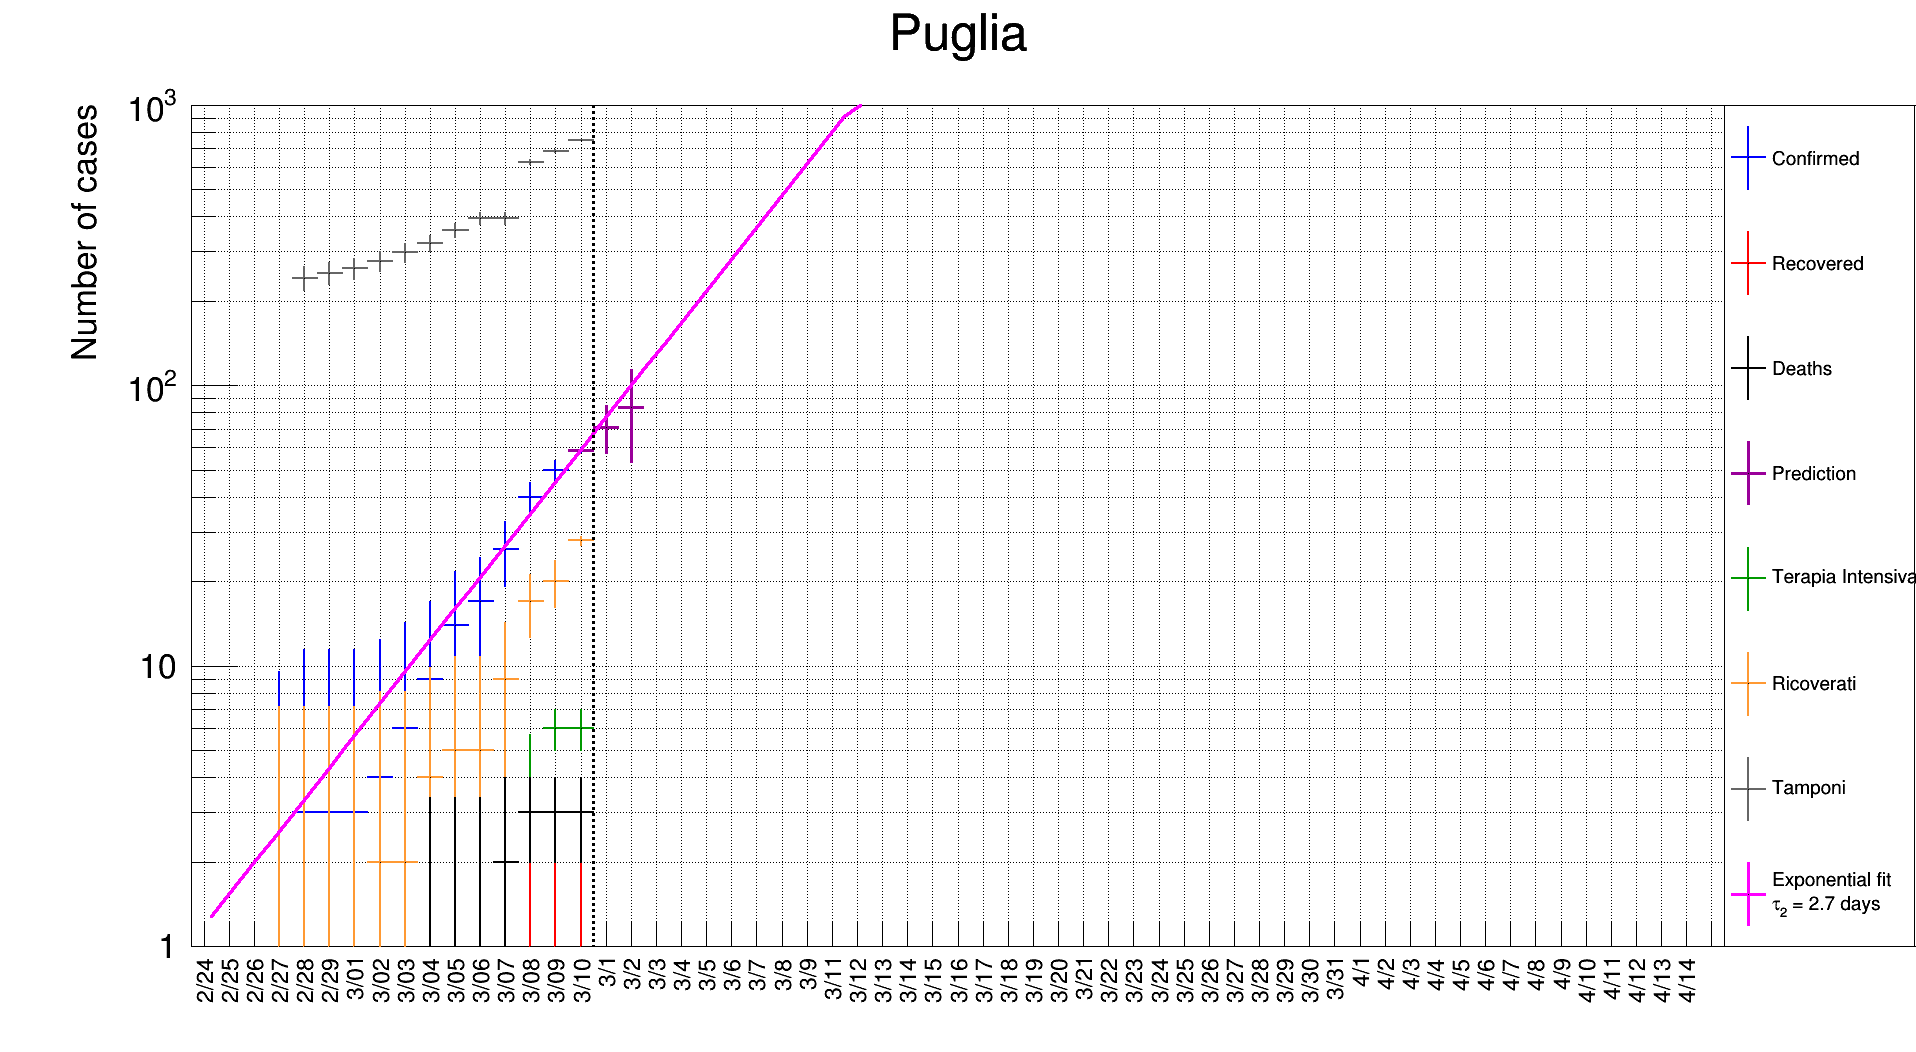 Puglia
Number of cases
10³
10²
10
1
2/24 2/25 2/26 2/27 2/28 2/29 3/01 3/02 3/03 3/04 3/05 3/06 3/07 3/08 3/09 3/10 3/1 3/2 3/3 3/4 3/5 3/6 3/7 3/8 3/9 3/11 3/12 3/13 3/14 3/15 3/16 3/17 3/18 3/19 3/20 3/21 3/22 3/23 3/24 3/25 3/26 3/27 3/28 3/29 3/30 3/31 4/1 4/2 4/3 4/4 4/5 4/6 4/7 4/8 4/9 4/10 4/11 4/12 4/13 4/14
Confirmed
Recovered
Deaths
Prediction
Terapia Intensiva
Ricoverati
Tamponi
Exponential fit
τ₂ = 2.7 days